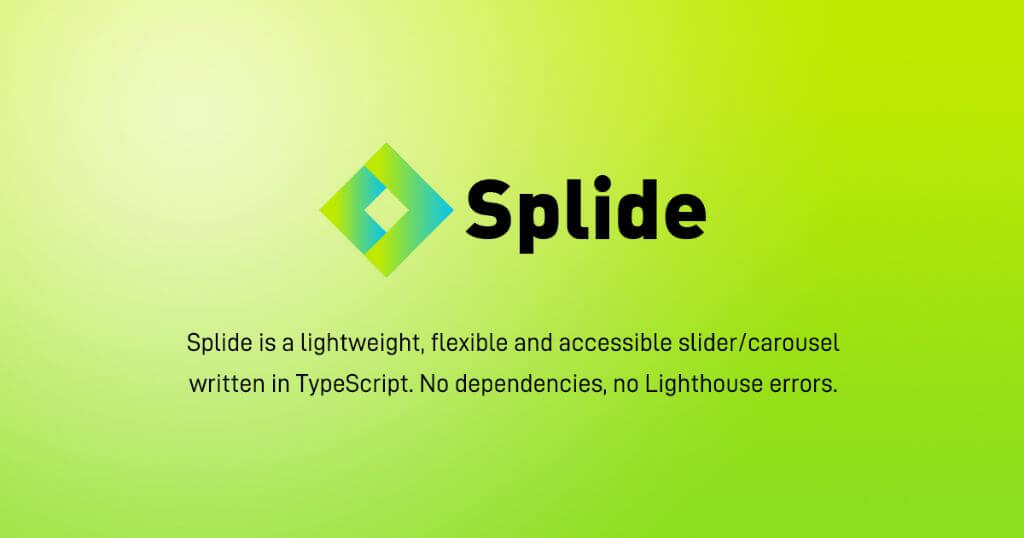 Splide
Splide is a lightweight, flexible and accessible slider/carousel
written in TypeScript. No dependencies, no Lighthouse errors.